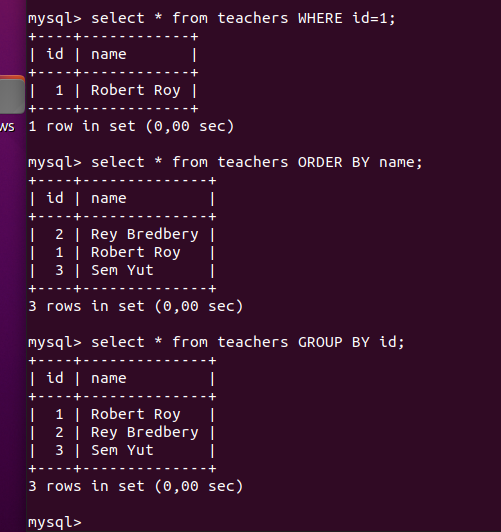 mysql> select * from teachers WHERE id=1;
+----+------------+
| id | name       |
+----+------------+
|  1 | Robert Roy |
+----+------------+
ws
1 row in set (0,00 sec)

mysql> select * from teachers ORDER BY name;
+----+--------------+
| id | name         |
+----+--------------+
|  2 | Rey Bredbery |
|  1 | Robert Roy   |
|  3 | Sem Yut      |
+----+--------------+
3 rows in set (0,00 sec)

mysql> select * from teachers GROUP BY id;
+----+--------------+
| id | name         |
+----+--------------+
|  1 | Robert Roy   |
|  2 | Rey Bredbery |
|  3 | Sem Yut      |
+----+--------------+
3 rows in set (0,00 sec)

mysql>